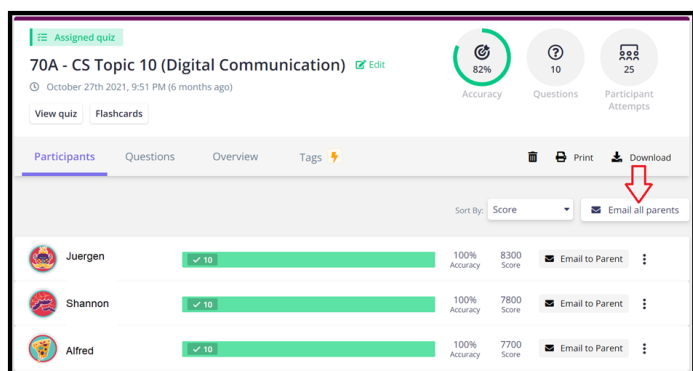 Assigned quiz
70A - CS Topic 10 (Digital Communication) Edit
October 27th 2021, 9:51 PM (6 months ago)
View quiz Flashcards
82%
Accuracy
10
Questions
25
Participant
Attempts
Participants Questions Overview Tags Print Download
Sort By: Score Email all parents
Juergen 10 100% Accuracy 8300 Score Email to Parent
Shannon 10 100% Accuracy 7800 Score Email to Parent
Alfred 10 100% Accuracy 7700 Score Email to Parent